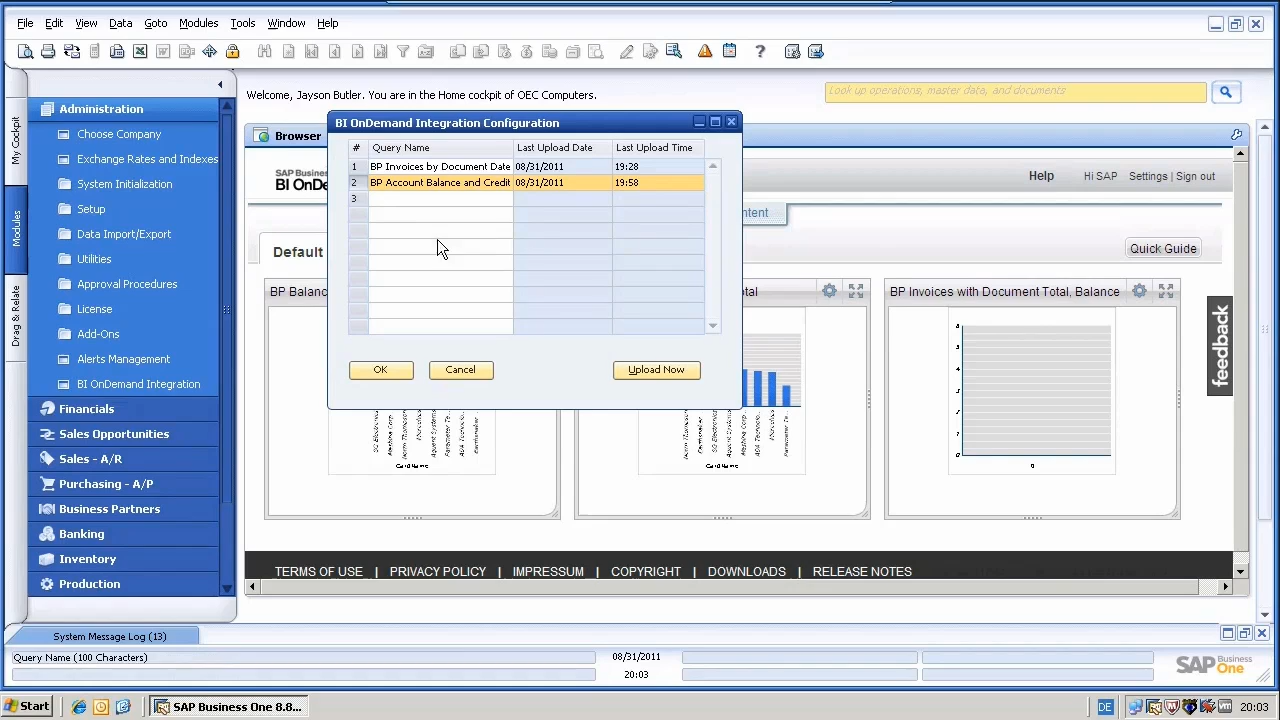 File Edit View Data Goto Modules Tools Window Help
Welcome, Jayson Butler. You are in the Home cockpit of OEC Computers.
Look up operations, master data, and documents
My Cockpit
Modules
Drag & Relate
Administration
Choose Company
Exchange Rates and Indexes
System Initialization
Setup
Data Import/Export
Utilities
Approval Procedures
License
Add-Ons
Alerts Management
BI OnDemand Integration
Financials
Sales Opportunities
Sales - A/R
Purchasing - A/P
Business Partners
Banking
Inventory
Production
Browser
SAP Business
BI OnDe
Help Hi SAP Settings | Sign out
ntent
Default
Quick Guide
BI OnDemand Integration Configuration
# Query Name Last Upload Date Last Upload Time
1 BP Invoices by Document Date 08/31/2011 19:28
2 BP Account Balance and Credit 08/31/2011 19:58
3
OK Cancel Upload Now
BP Balanc
tal
BP Invoices with Document Total, Balance
CardName
CardName
0
feedback
TERMS OF USE | PRIVACY POLICY | IMPRESSUM | COPYRIGHT | DOWNLOADS | RELEASE NOTES
System Message Log (13)
Query Name (100 Characters)
08/31/2011
20:03
SAP Business One
Start
SAP Business One 8.8...
DE
20:03